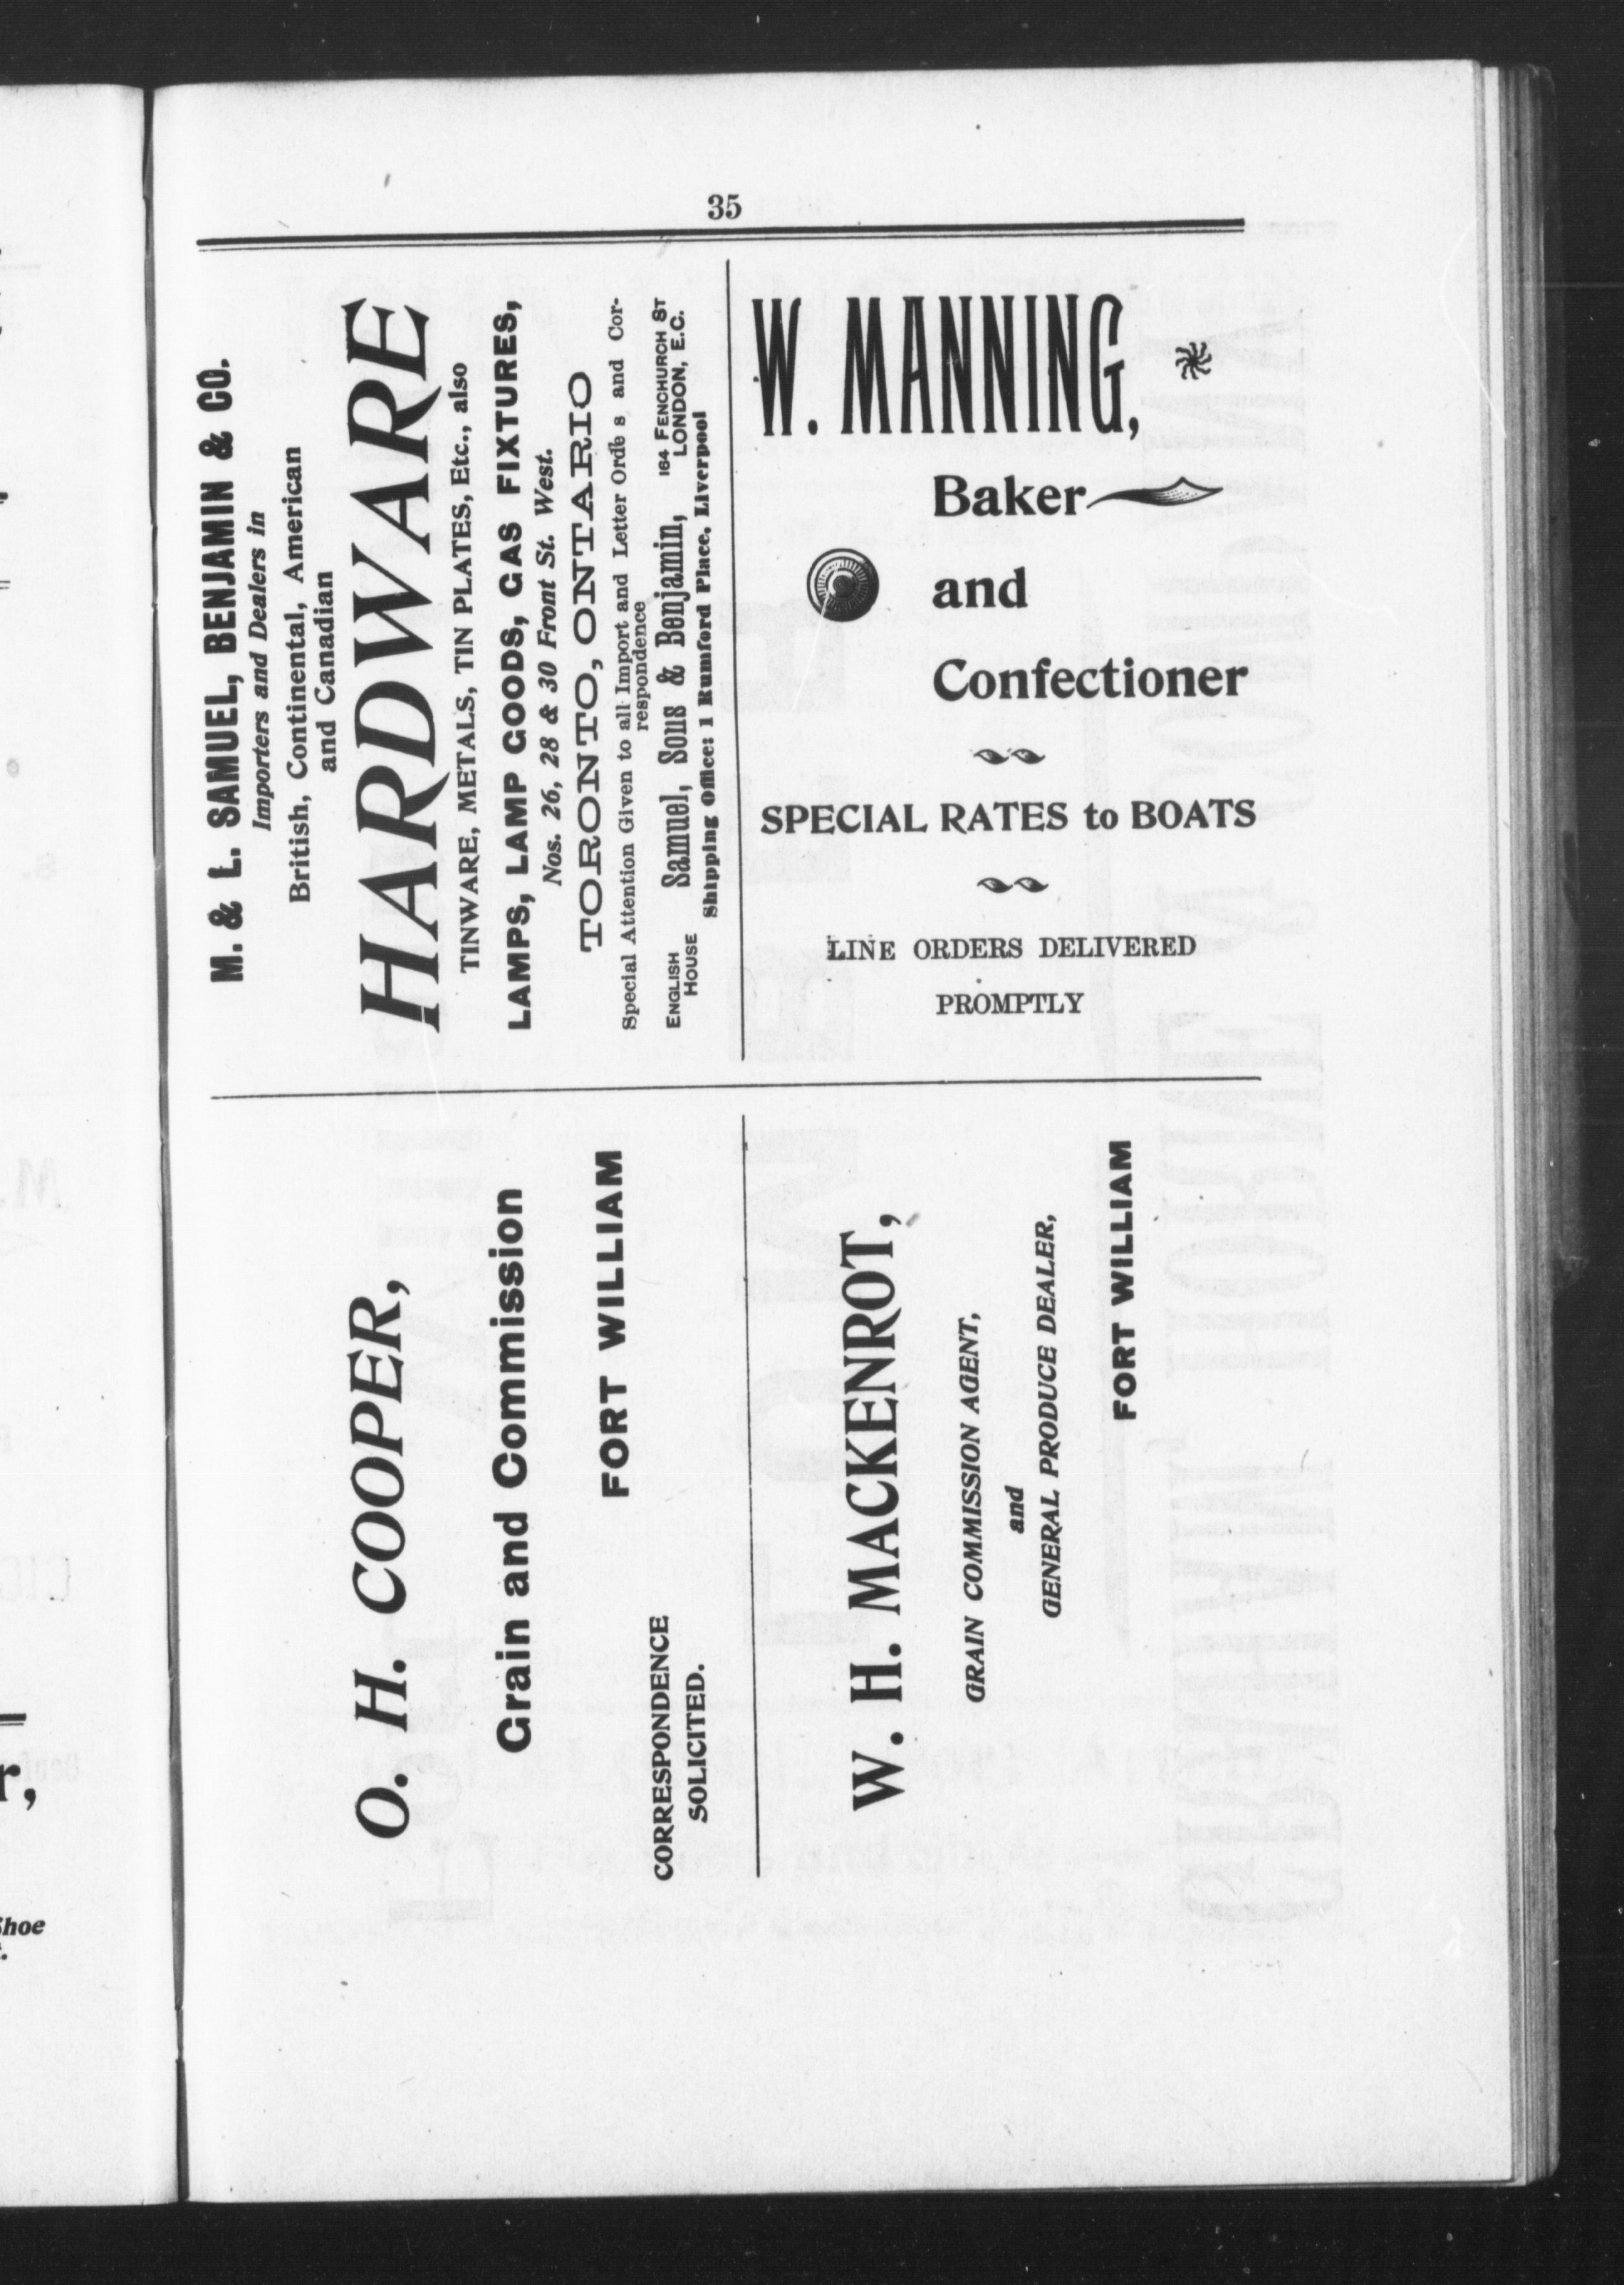 35
M. & L. SAMUEL, BENJAMIN & CO.
Importers and Dealers in
British, Continental, American
and Canadian
HARDWARE
TINWARE, METALS, TIN PLATES, Etc., also
LAMPS, LAMP GOODS, GAS FIXTURES,
Nos. 26, 28 & 30 Front St. West.
TORONTO, ONTARIO
Special Attention Given to all Import and Letter Orde s and Cor-
respondence
ENGLISH HOUSE
Samuel, Sons & Benjamin,
164 FENCHURCH ST
LONDON, E.C.
Shipping Office: 1 Rumford Place. Liverpool
W. MANNING,
Baker
and
Confectioner
SPECIAL RATES to BOATS
LINE ORDERS DELIVERED
PROMPTLY
O. H. COOPER,
Grain and Commission
FORT WILLIAM
CORRESPONDENCE
SOLICITED.
W. H. MACKENROT,
GRAIN COMMISSION AGENT,
and
GENERAL PRODUCE DEALER,
FORT WILLIAM
r,
Shoe